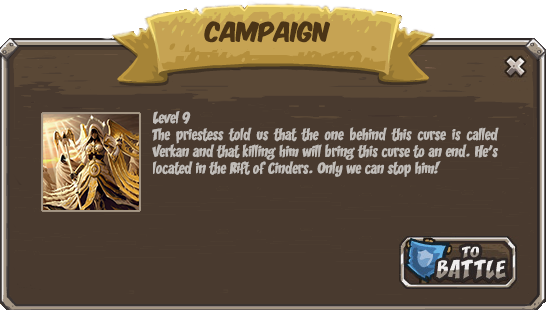 CAMPAIGN
Level 9
The priestess told us that the one behind this curse is called
Verkan and that killing him will bring this curse to an end. He's
located in the Rift of Cinders. Only we can stop him!
TO
BATTLE